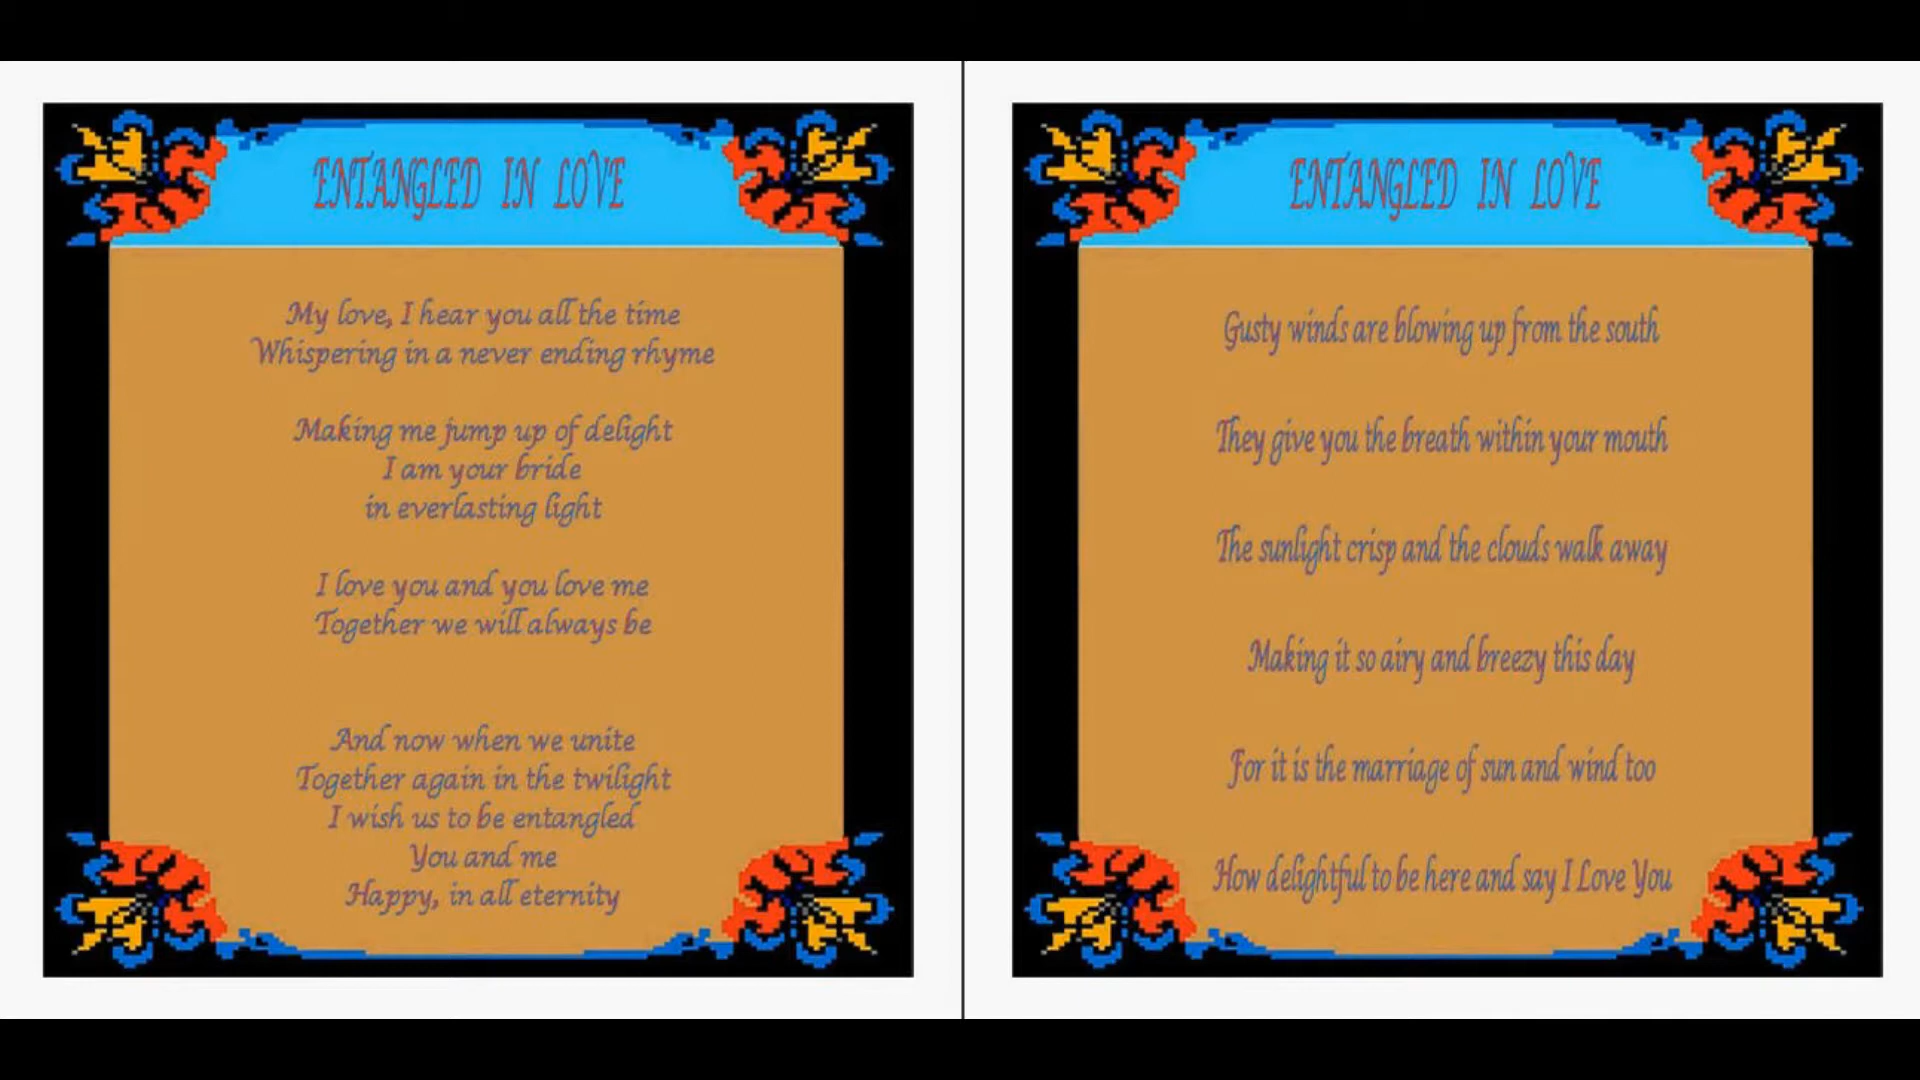 ENTANGLED IN LOVE
My love, I hear you all the time
Whispering in a never ending rhyme
Making me jump up of delight
I am your bride
in everlasting light
I love you and you love me
Together we will always be
And now when we unite
Together again in the twilight
I wish us to be entangled
You and me
Happy, in all eternity
ENTANGLED IN LOVE
Gusty winds are blowing up from the south
They give you the breath within your mouth
The sunlight crisp and the clouds walk away
Making it so airy and breezy this day
For it is the marriage of sun and wind too
How delightful to be here and say I Love You